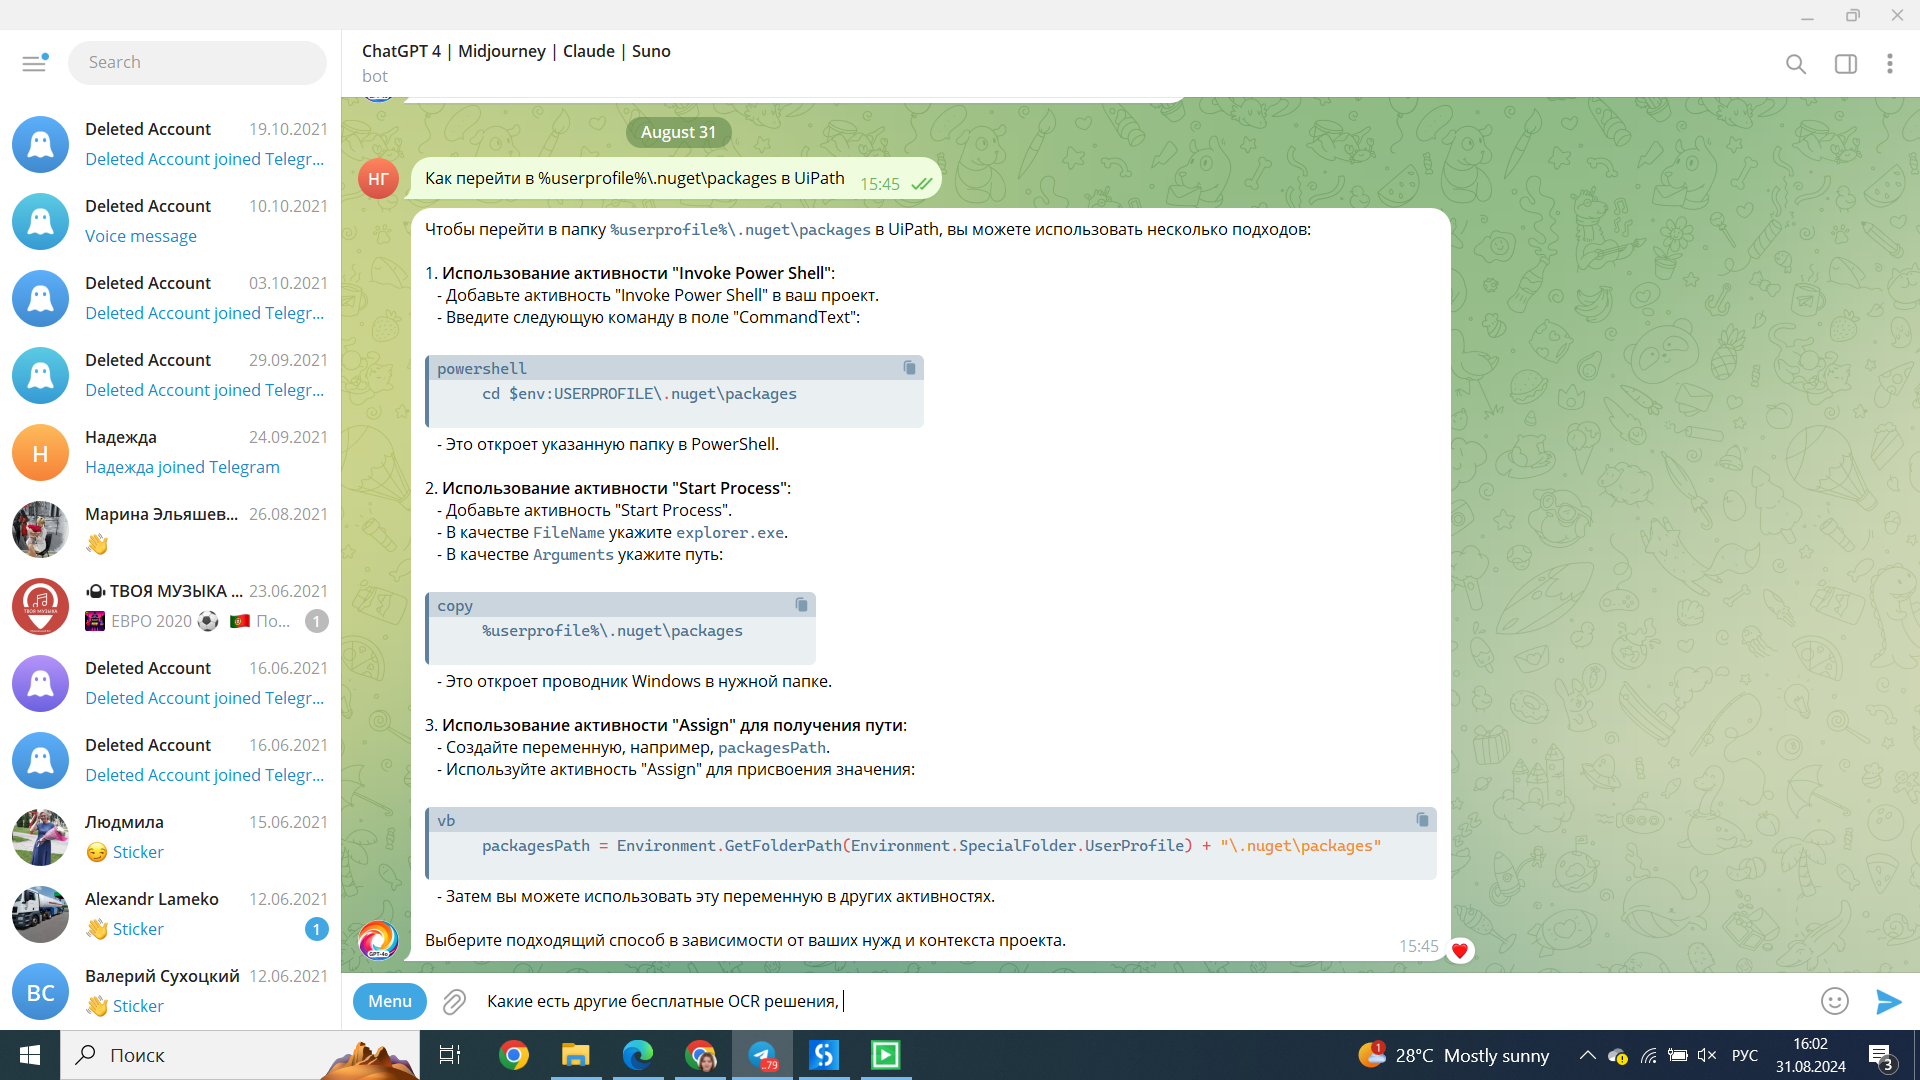 Search
Deleted Account 19.10.2021
Deleted Account joined Telegr...
Deleted Account 10.10.2021
Voice message
Deleted Account 03.10.2021
Deleted Account joined Telegr...
Deleted Account 29.09.2021
Deleted Account joined Telegr...
Н
Надежда 24.09.2021
Надежда joined Telegram
Марина Эльяшев... 26.08.2021
ТВОЯ МУЗЫКА ... 23.06.2021
ЕВРО 2020 По... 1
Deleted Account 16.06.2021
Deleted Account joined Telegr...
Deleted Account 16.06.2021
Deleted Account joined Telegr...
Людмила 15.06.2021
Sticker
Alexandr Lameko 12.06.2021
Sticker 1
ВС
Валерий Сухоцкий 12.06.2021
Sticker
ChatGPT 4 | Midjourney | Claude | Suno
bot
August 31
НГ
Как перейти в %userprofile%\.nuget\packages в UiPath 15:45
Чтобы перейти в папку %userprofile%\.nuget\packages в UiPath, вы можете использовать несколько подходов:
1. Использование активности "Invoke Power Shell":
- Добавьте активность "Invoke Power Shell" в ваш проект.
- Введите следующую команду в поле "CommandText":
powershell
cd $env:USERPROFILE\.nuget\packages
- Это откроет указанную папку в PowerShell.
2. Использование активности "Start Process":
- Добавьте активность "Start Process".
- В качестве FileName укажите explorer.exe.
- В качестве Arguments укажите путь:
copy
%userprofile%\.nuget\packages
- Это откроет проводник Windows в нужной папке.
3. Использование активности "Assign" для получения пути:
- Создайте переменную, например, packagesPath.
- Используйте активность "Assign" для присвоения значения:
vb
packagesPath = Environment.GetFolderPath(Environment.SpecialFolder.UserProfile) + "\.nuget\packages"
- Затем вы можете использовать эту переменную в других активностях.
Выберите подходящий способ в зависимости от ваших нужд и контекста проекта.
15:45
GPT-4o
Menu
Какие есть другие бесплатные OCR решения,
Поиск
..79
1
28°C Mostly sunny
РУС
16:02
31.08.2024
3